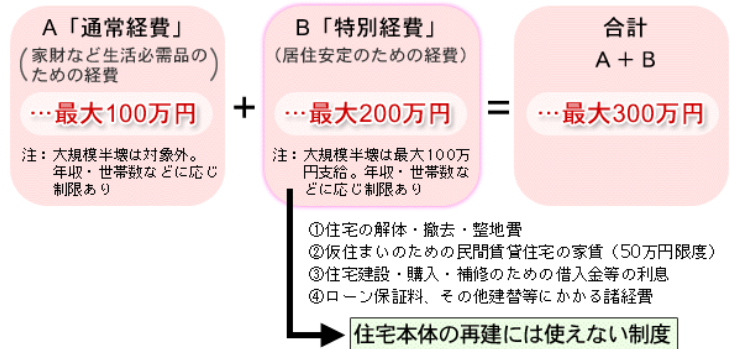 A「通常経費」
(家財など生活必需品の
ための経費)
…最大100万円
注：大規模半壊は対象外。
年収・世帯数などに応じ
制限あり
+
B「特別経費」
(居住安定のための経費)
…最大200万円
注：大規模半壊は最大100万
円支給。年収・世帯数な
どに応じ制限あり
=
合計
A + B
…最大300万円
①住宅の解体・撤去・整地費
②仮住まいのための民間賃貸住宅の家賃（50万円限度）
③住宅建設・購入・補修のための借入金等の利息
④ローン保証料、その他建替等にかかる諸経費
住宅本体の再建には使えない制度